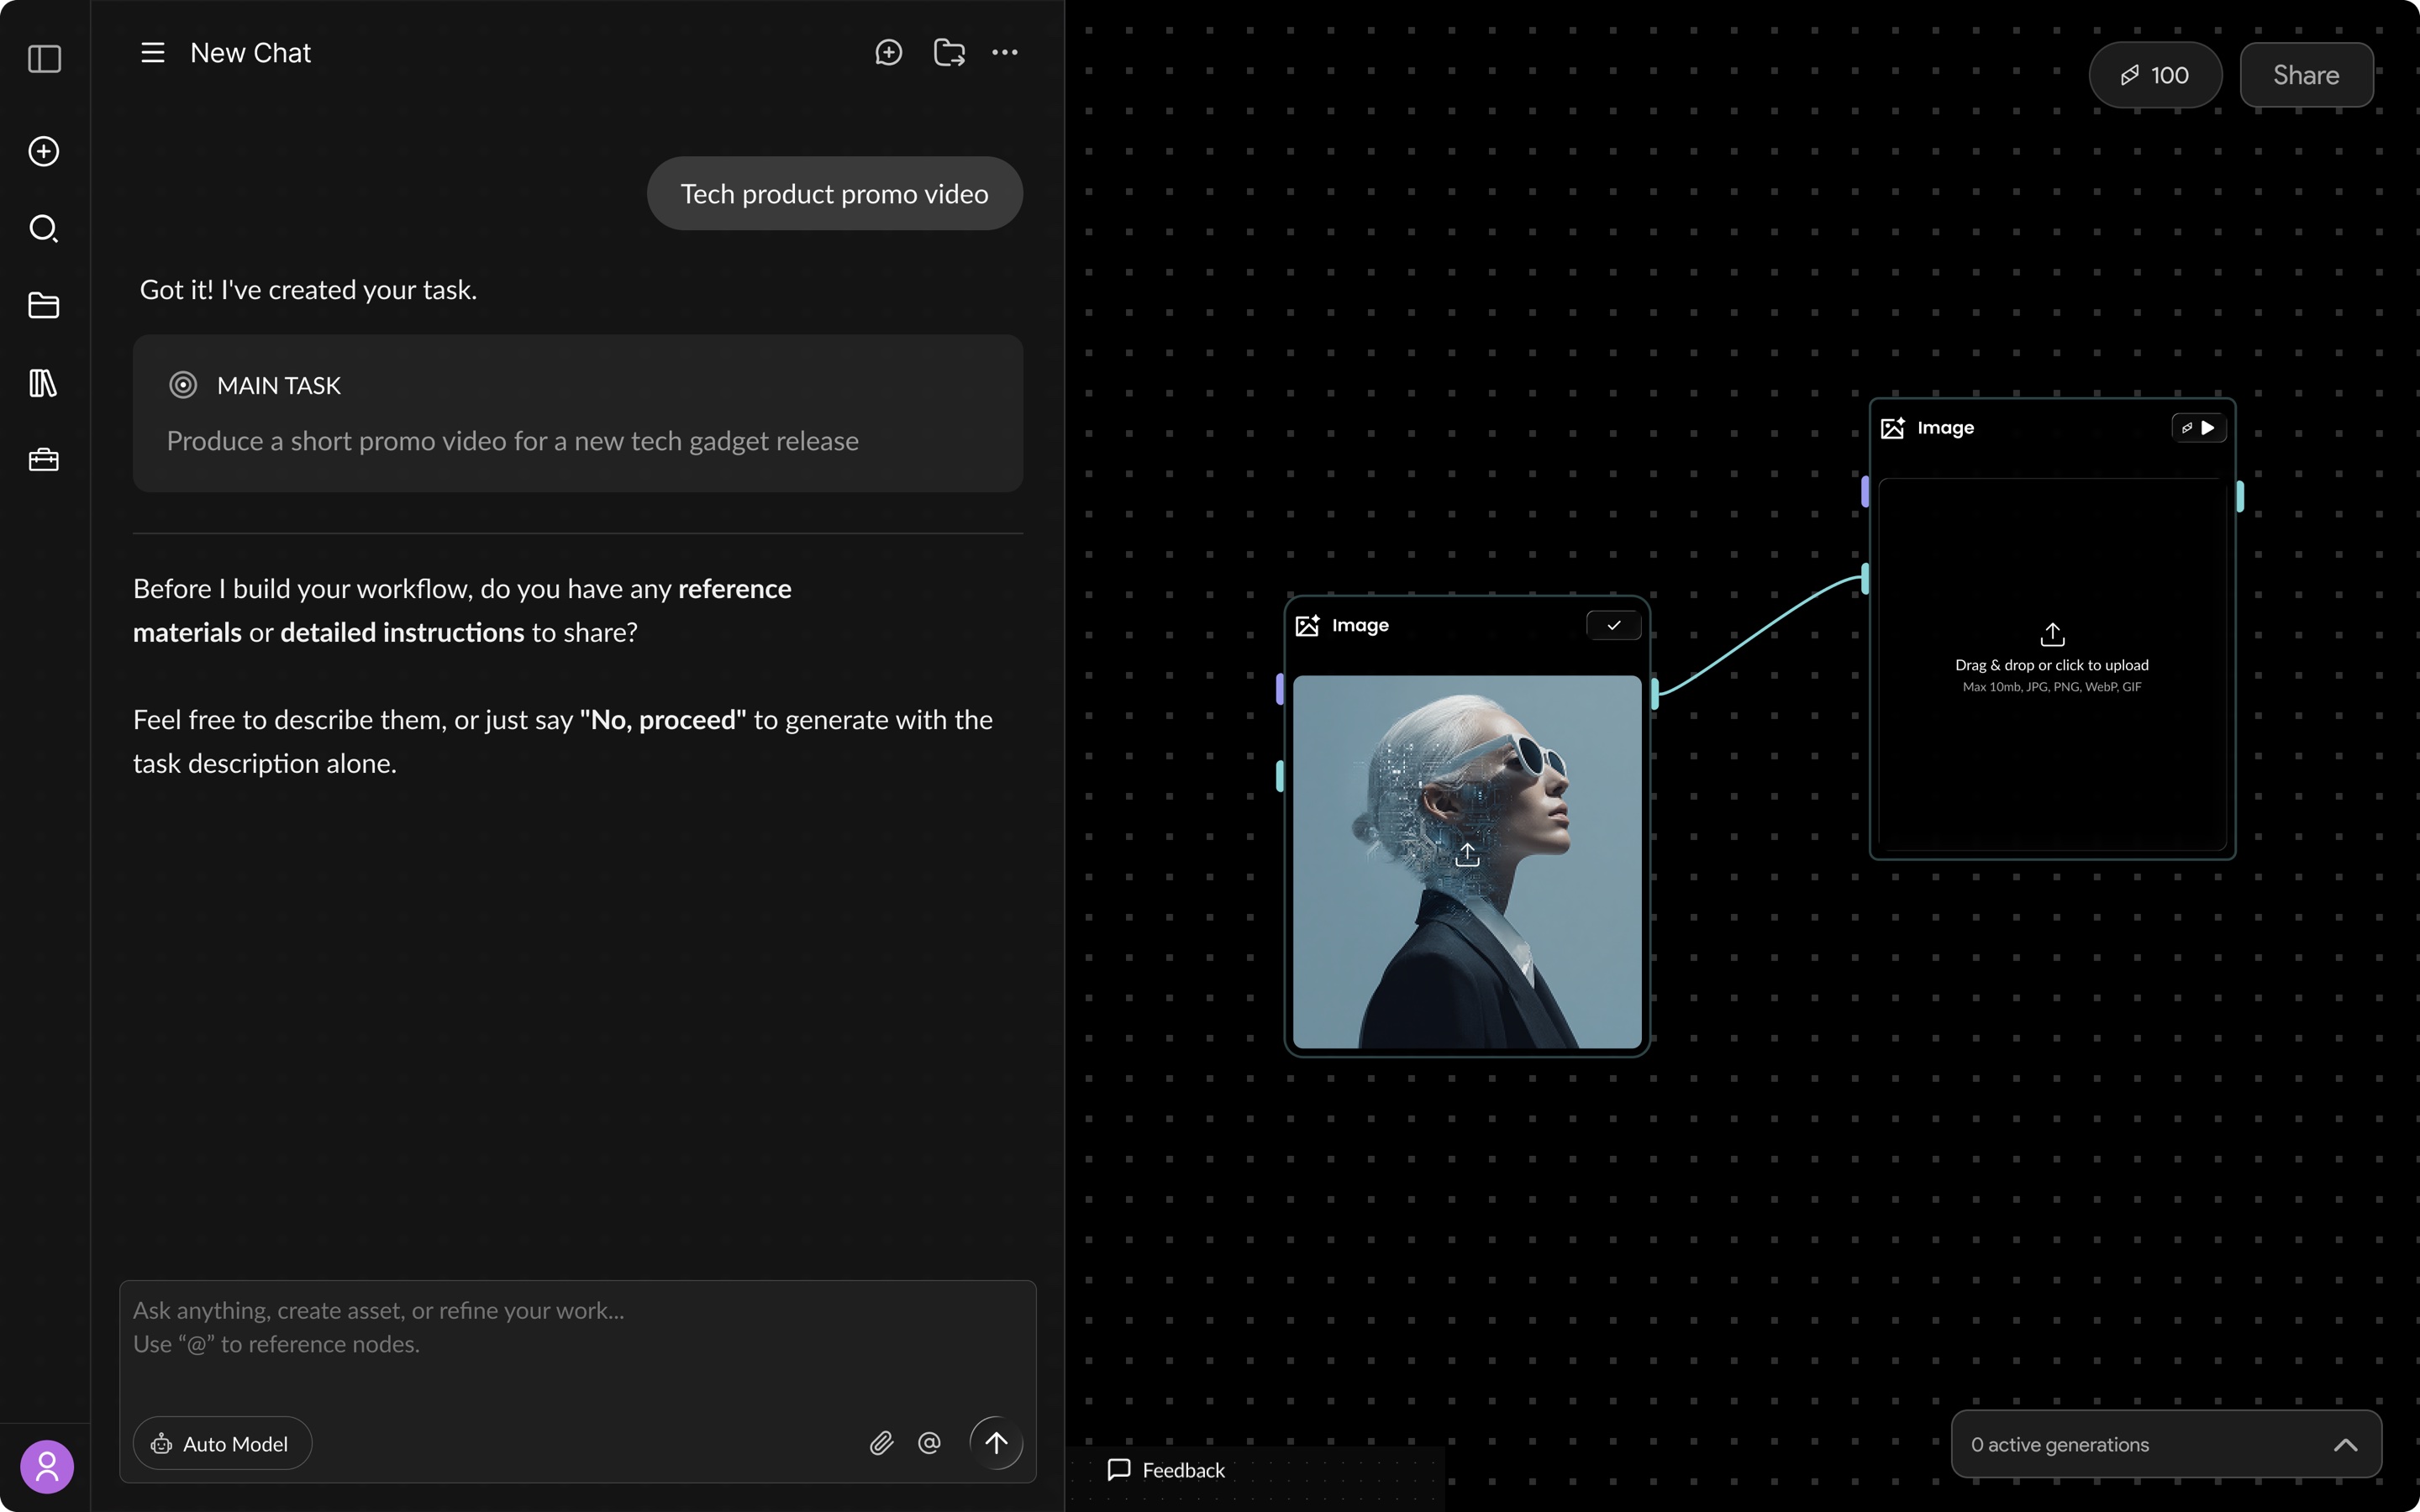 New Chat
Tech product promo video
Got it! I've created your task.
MAIN TASK
Produce a short promo video for a new tech gadget release
Before I build your workflow, do you have any reference
materials or detailed instructions to share?
Feel free to describe them, or just say "No, proceed" to generate with the
task description alone.
Ask anything, create asset, or refine your work...
Use “@” to reference nodes.
Auto Model
100
Share
Image
Image
Drag & drop or click to upload
Max 10mb, JPG, PNG, WebP, GIF
Feedback
0 active generations